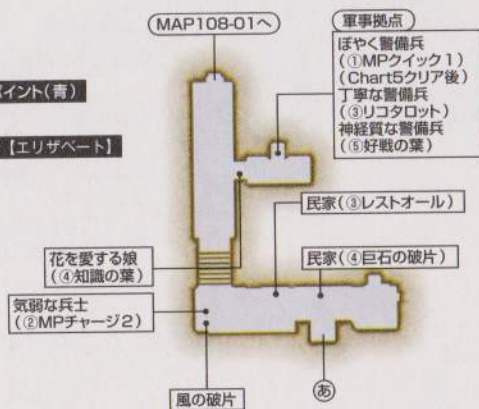 MAP108-01へ
軍事拠点
ぼやく警備兵
(①MPクイック1)
(Chart5クリア後)
丁寧な警備兵
(③リコタロット)
神経質な警備兵
(⑤好戦の葉)
イント(青)
【エリザベート】
民家(③レストオール)
花を愛する娘
(④知識の葉)
民家(④巨石の破片)
気弱な兵士
(②MPチャージ2)
風の破片
あ